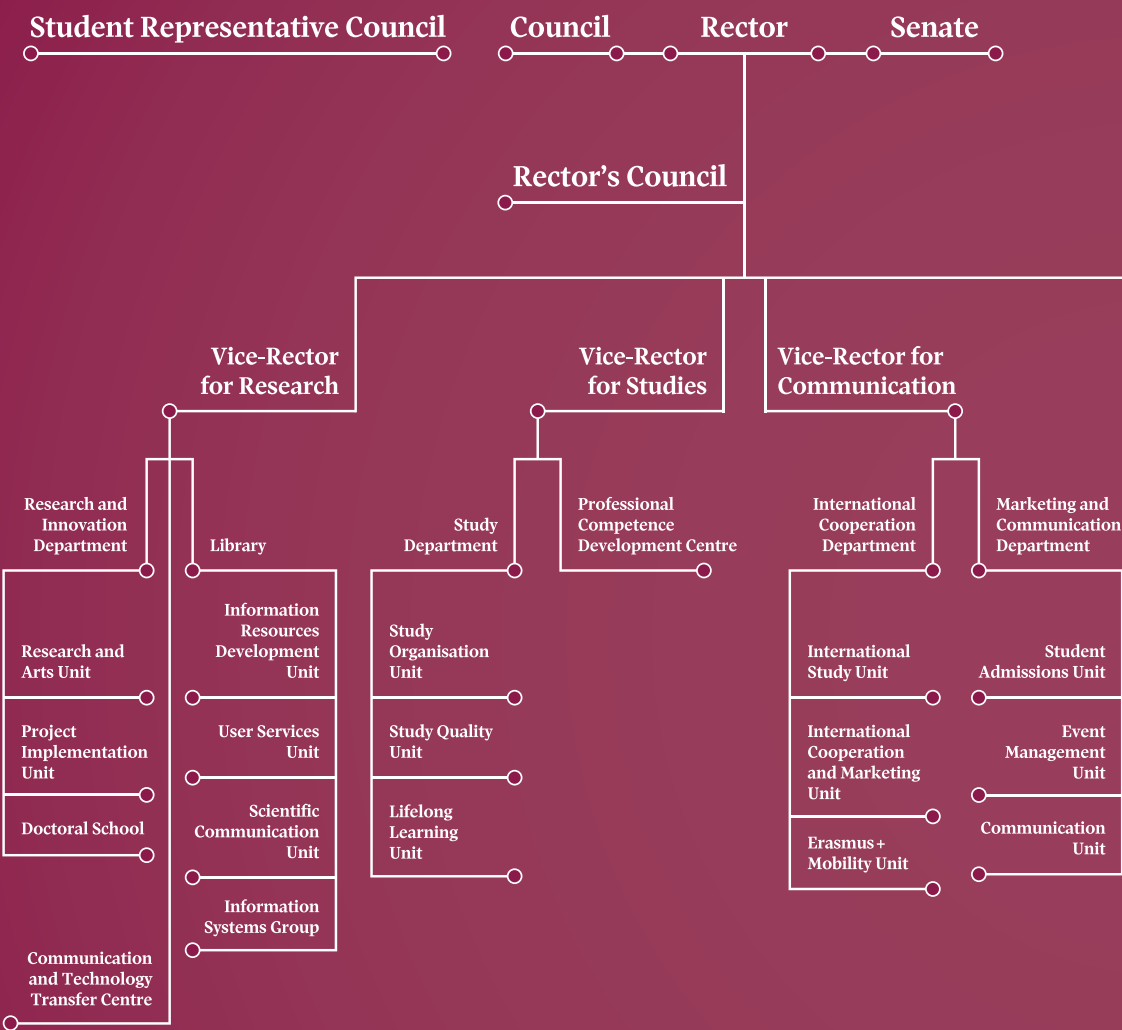 Student Representative Council
Council
Rector
Senate
Rector’s Council
Vice-Rector
for Research
Vice-Rector
for Studies
Vice-Rector for
Communication
Research and
Innovation
Department
Library
Study
Department
Professional
Competence
Development Centre
International
Cooperation
Department
Marketing and
Communication
Department
Research and
Arts Unit
Project
Implementation
Unit
Doctoral School
Communication
and Technology
Transfer Centre
Information
Resources
Development
Unit
User Services
Unit
Scientific
Communication
Unit
Information
Systems Group
Study
Organisation
Unit
Study Quality
Unit
Lifelong
Learning
Unit
International
Study Unit
International
Cooperation
and Marketing
Unit
Erasmus+
Mobility Unit
Student
Admissions Unit
Event
Management
Unit
Communication
Unit